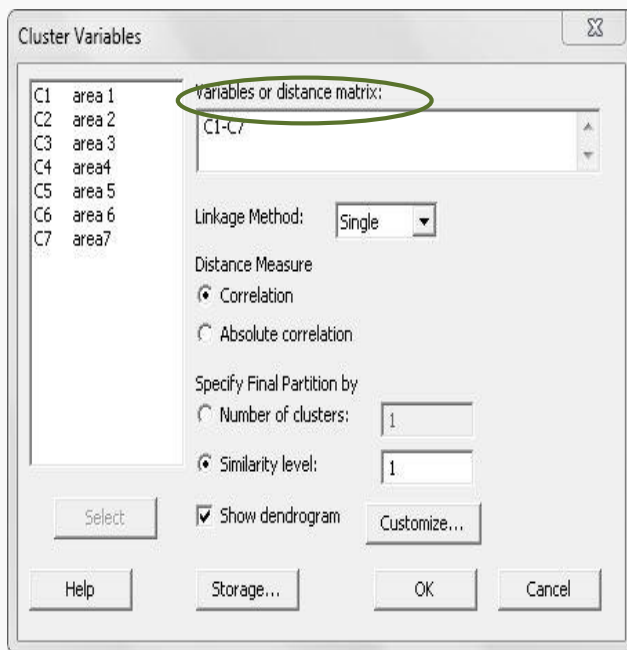 Cluster Variables
C1 area 1
C2 area 2
C3 area 3
C4 area4
C5 area 5
C6 area 6
C7 area7
Variables or distance matrix:
C1-C7
Linkage Method: Single
Distance Measure
Correlation
Absolute correlation
Specify Final Partition by
Number of clusters: 1
Similarity level: 1
Show dendrogram
Customize...
Select
Help
Storage...
OK
Cancel